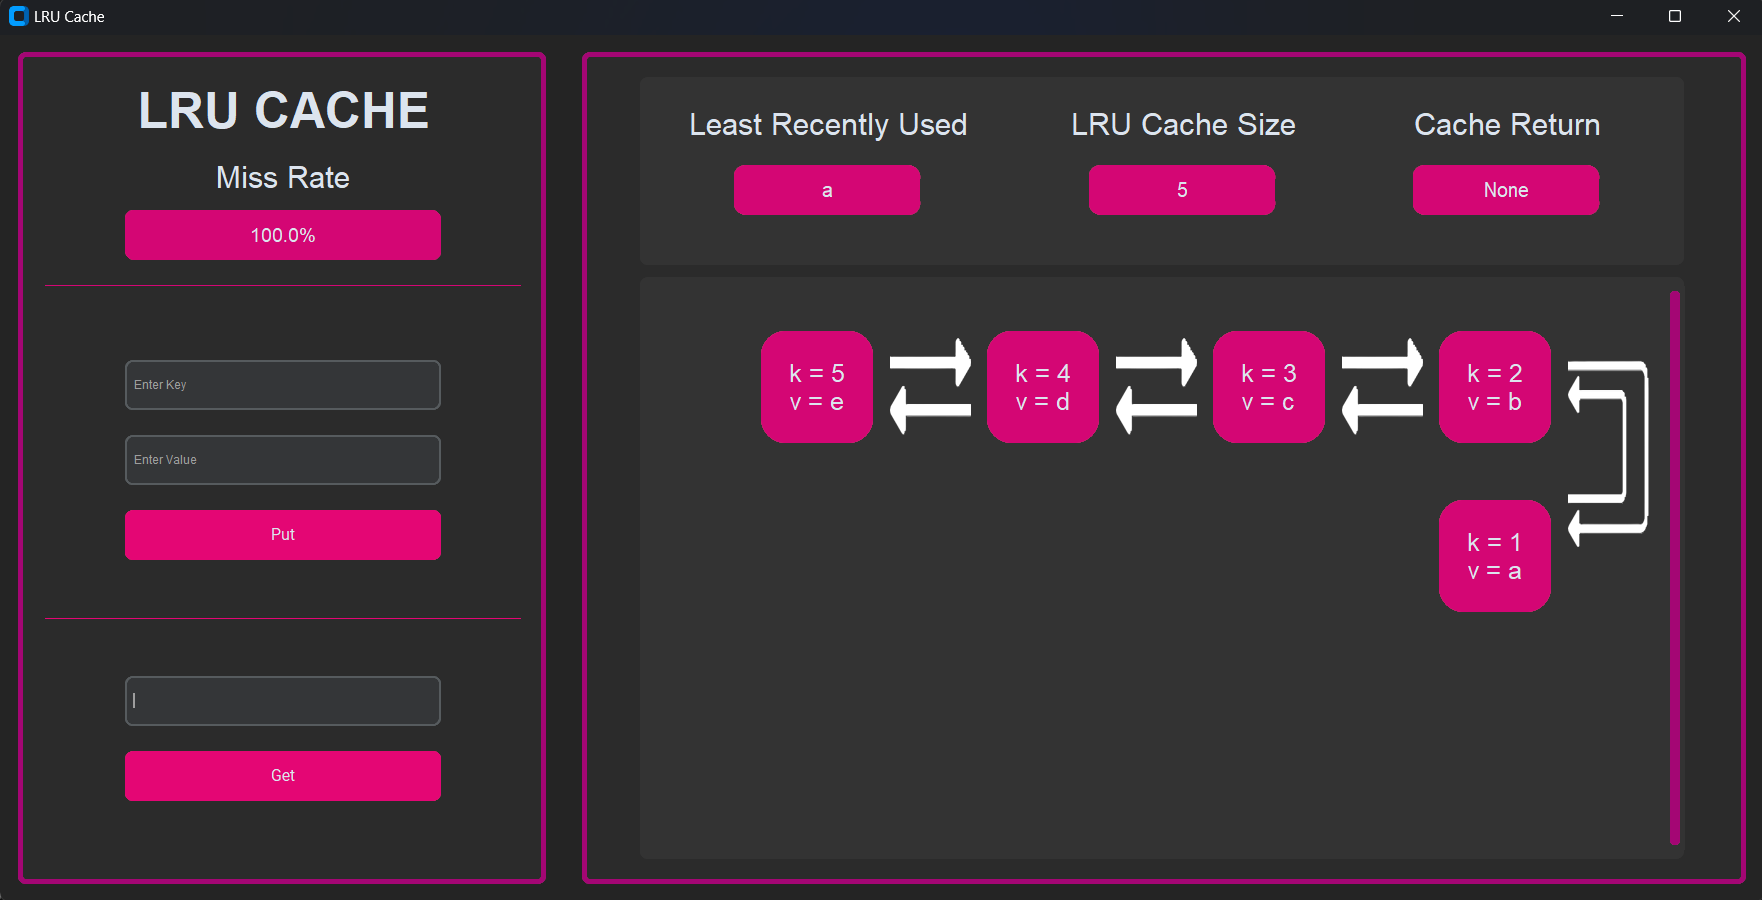 LRU Cache
LRU CACHE
Miss Rate
100.0%
Enter Key
Enter Value
Put
Get
Least Recently Used
a
LRU Cache Size
5
Cache Return
None
k = 5
v = e
k = 4
v = d
k = 3
v = c
k = 2
v = b
k = 1
v = a